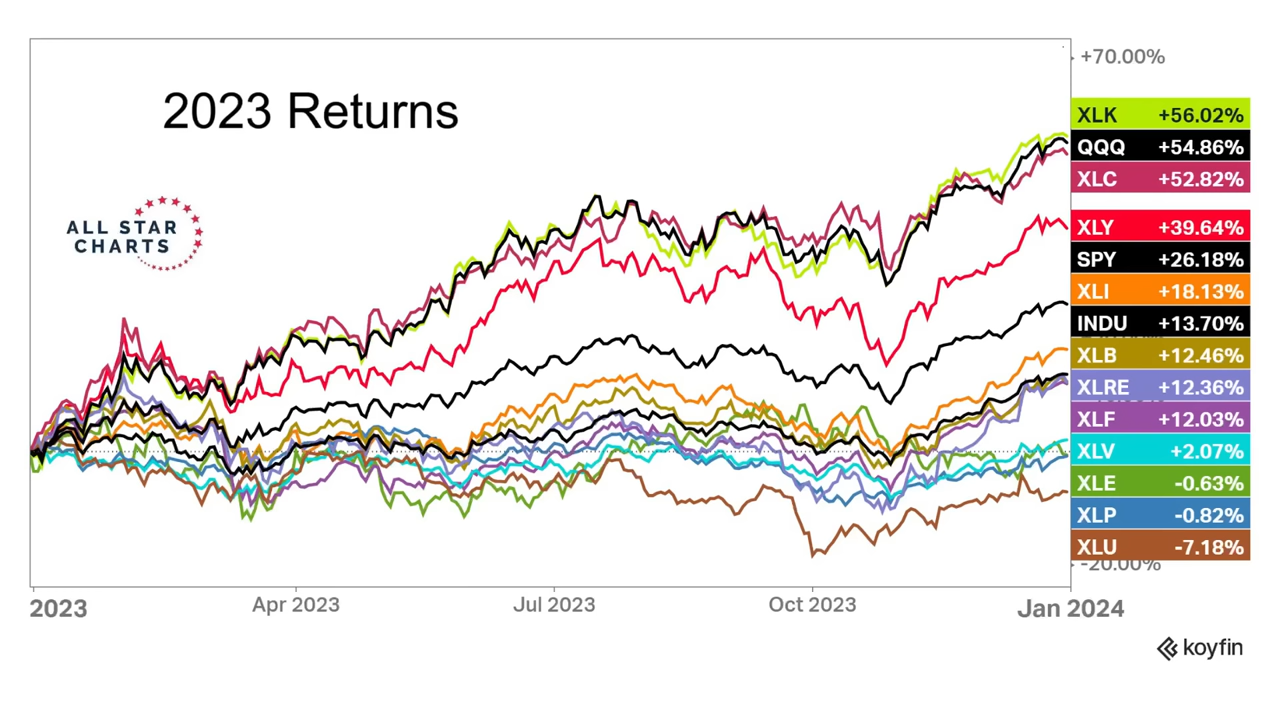 2023 Returns
ALL STAR
CHARTS
+70.00%
XLK +56.02%
QQQ +54.86%
XLC +52.82%
XLY +39.64%
SPY +26.18%
XLI +18.13%
INDU +13.70%
XLB +12.46%
XLRE +12.36%
XLF +12.03%
XLV +2.07%
XLE -0.63%
XLP -0.82%
XLU -7.18%
-20.00%
2023 Apr 2023 Jul 2023 Oct 2023 Jan 2024
koyfin